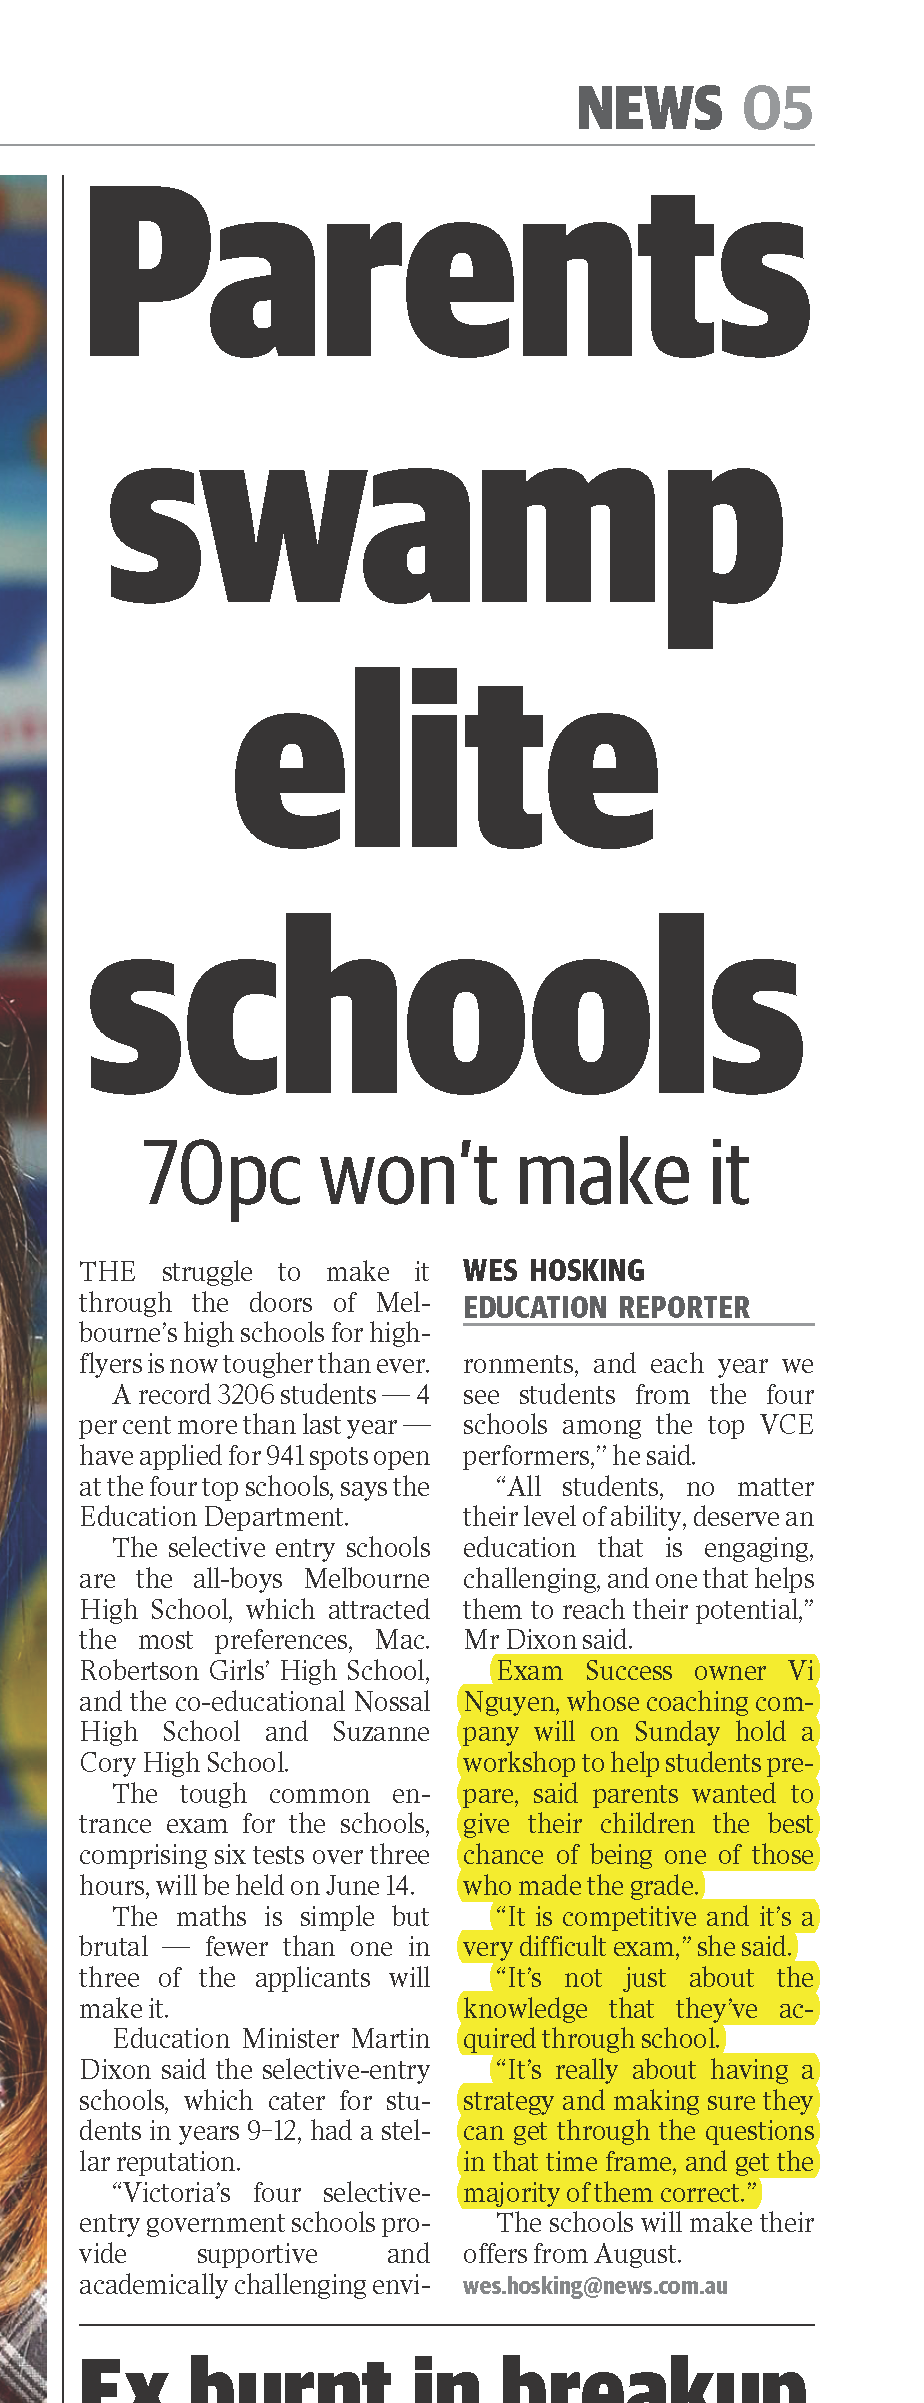 NEWS 05
Parents
swamp
elite
schools
70pc won’t make it
THE struggle to make it
through the doors of Mel-
bourne’s high schools for high-
flyers is now tougher than ever.
A record 3206 students — 4
per cent more than last year —
have applied for 941 spots open
at the four top schools, says the
Education Department.
The selective entry schools
are the all-boys Melbourne
High School, which attracted
the most preferences, Mac.
Robertson Girls’ High School,
and the co-educational Nossal
High School and Suzanne
Cory High School.
The tough common en-
trance exam for the schools,
comprising six tests over three
hours, will be held on June 14.
The maths is simple but
brutal — fewer than one in
three of the applicants will
make it.
Education Minister Martin
Dixon said the selective-entry
schools, which cater for stu-
dents in years 9–12, had a stel-
lar reputation.
“Victoria’s four selective-
entry government schools pro-
vide supportive and
academically challenging envi-
WES HOSKING
EDUCATION REPORTER
ronments, and each year we
see students from the four
schools among the top VCE
performers,” he said.
“All students, no matter
their level of ability, deserve an
education that is engaging,
challenging, and one that helps
them to reach their potential,”
Mr Dixon said.
Exam Success owner Vi
Nguyen, whose coaching com-
pany will on Sunday hold a
workshop to help students pre-
pare, said parents wanted to
give their children the best
chance of being one of those
who made the grade.
“It is competitive and it’s a
very difficult exam,” she said.
“It’s not just about the
knowledge that they’ve ac-
quired through school.
“It’s really about having a
strategy and making sure they
can get through the questions
in that time frame, and get the
majority of them correct.”
The schools will make their
offers from August.
wes.hosking@news.com.au
Ex burnt in breakup